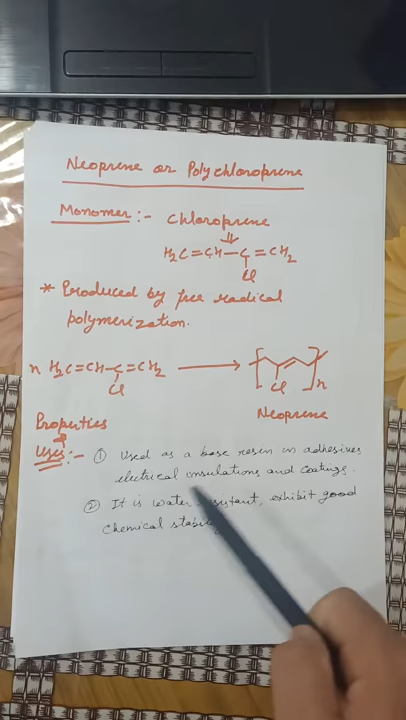 Neoprene or Polychloroprene
Monomer :- Chloroprene
H₂C=CH-C=CH₂
Cl
* Produced by free radical
polymerization.
n H₂C=CH-C=CH₂ → [ ]n
Cl Cl
Neoprene
Properties
or
Uses :- ① Used as a base resin in adhesives
electrical insulations and coatings.
② It is water resistant, exhibit good
chemical